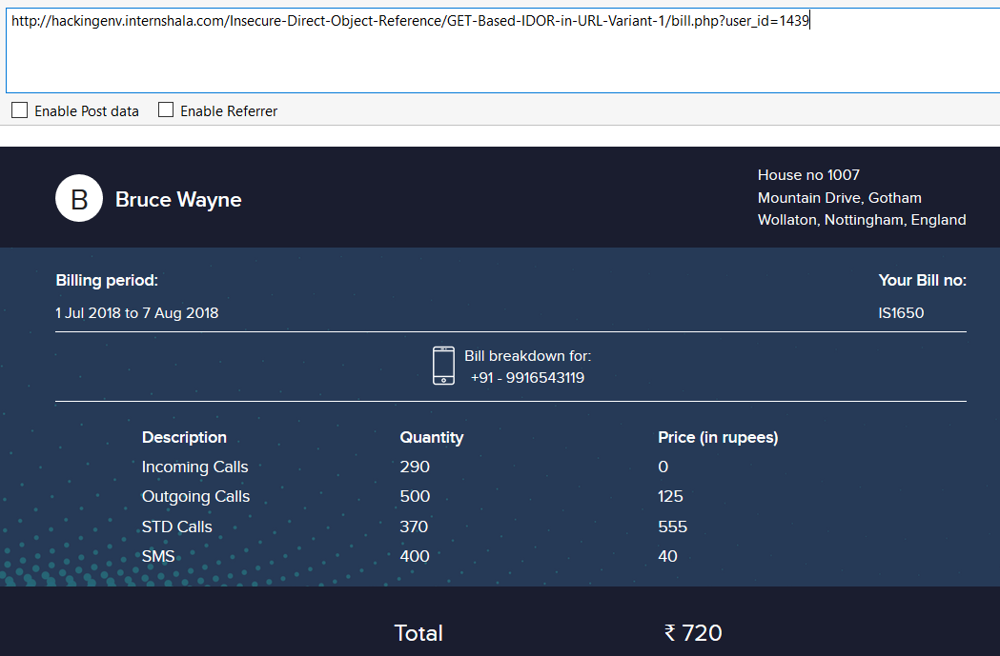 http://hackingenv.internshala.com/Insecure-Direct-Object-Reference/GET-Based-IDOR-in-URL-Variant-1/bill.php?user_id=1439
Enable Post data Enable Referrer
B Bruce Wayne
House no 1007
Mountain Drive, Gotham
Wollaton, Nottingham, England
Billing period: Your Bill no:
1 Jul 2018 to 7 Aug 2018 IS1650
Bill breakdown for:
+91 - 9916543119
Description Quantity Price (in rupees)
Incoming Calls 290 0
Outgoing Calls 500 125
STD Calls 370 555
SMS 400 40
Total ₹ 720